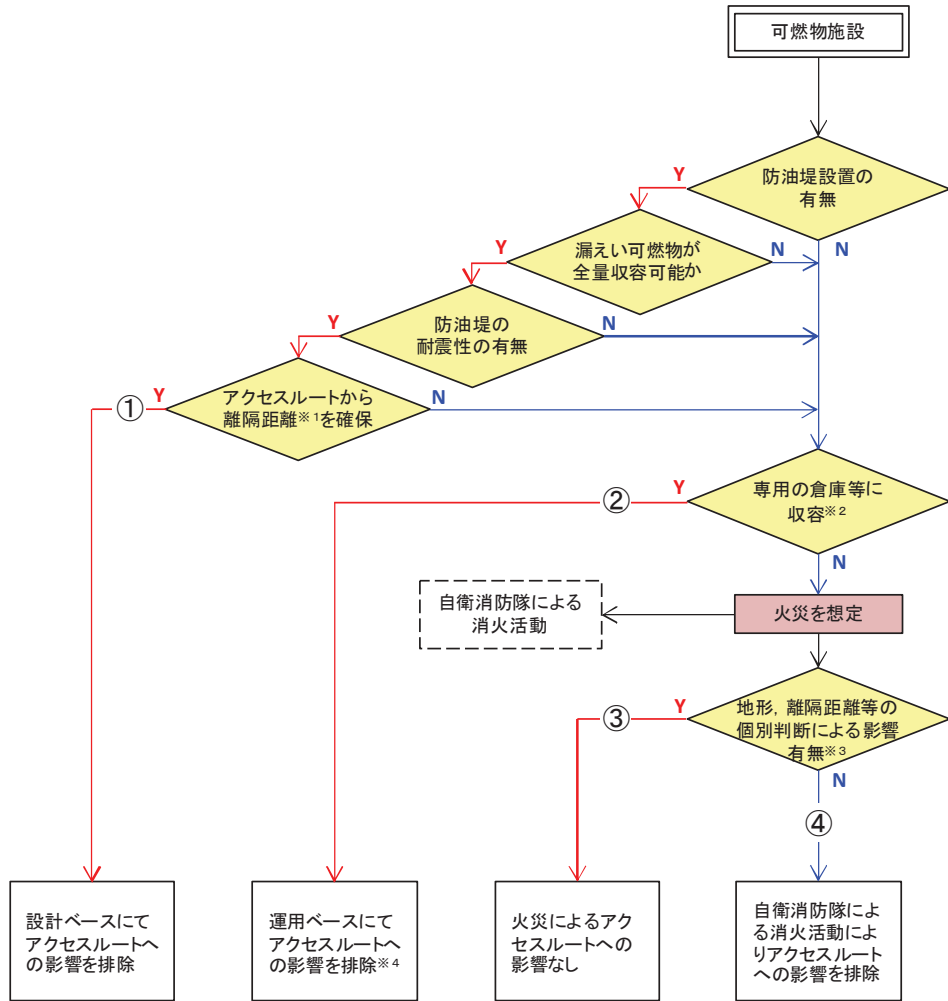 可燃物施設
防油堤設置の
有無
Y
N
漏えい可燃物が
全量収容可能か
Y
N
防油堤の
耐震性の有無
Y
N
アクセスルートから
離隔距離※1を確保
Y
N
①
専用の倉庫等に
収容※2
Y
N
②
火災を想定
自衛消防隊による
消火活動
地形，離隔距離等の
個別判断による影響
有無※3
Y
N
③
④
設計ベースにて
アクセスルートへ
の影響を排除
運用ベースにて
アクセスルートへ
の影響を排除※4
火災によるアク
セスルートへの
影響なし
自衛消防隊によ
る消火活動によ
りアクセスルート
への影響を排除